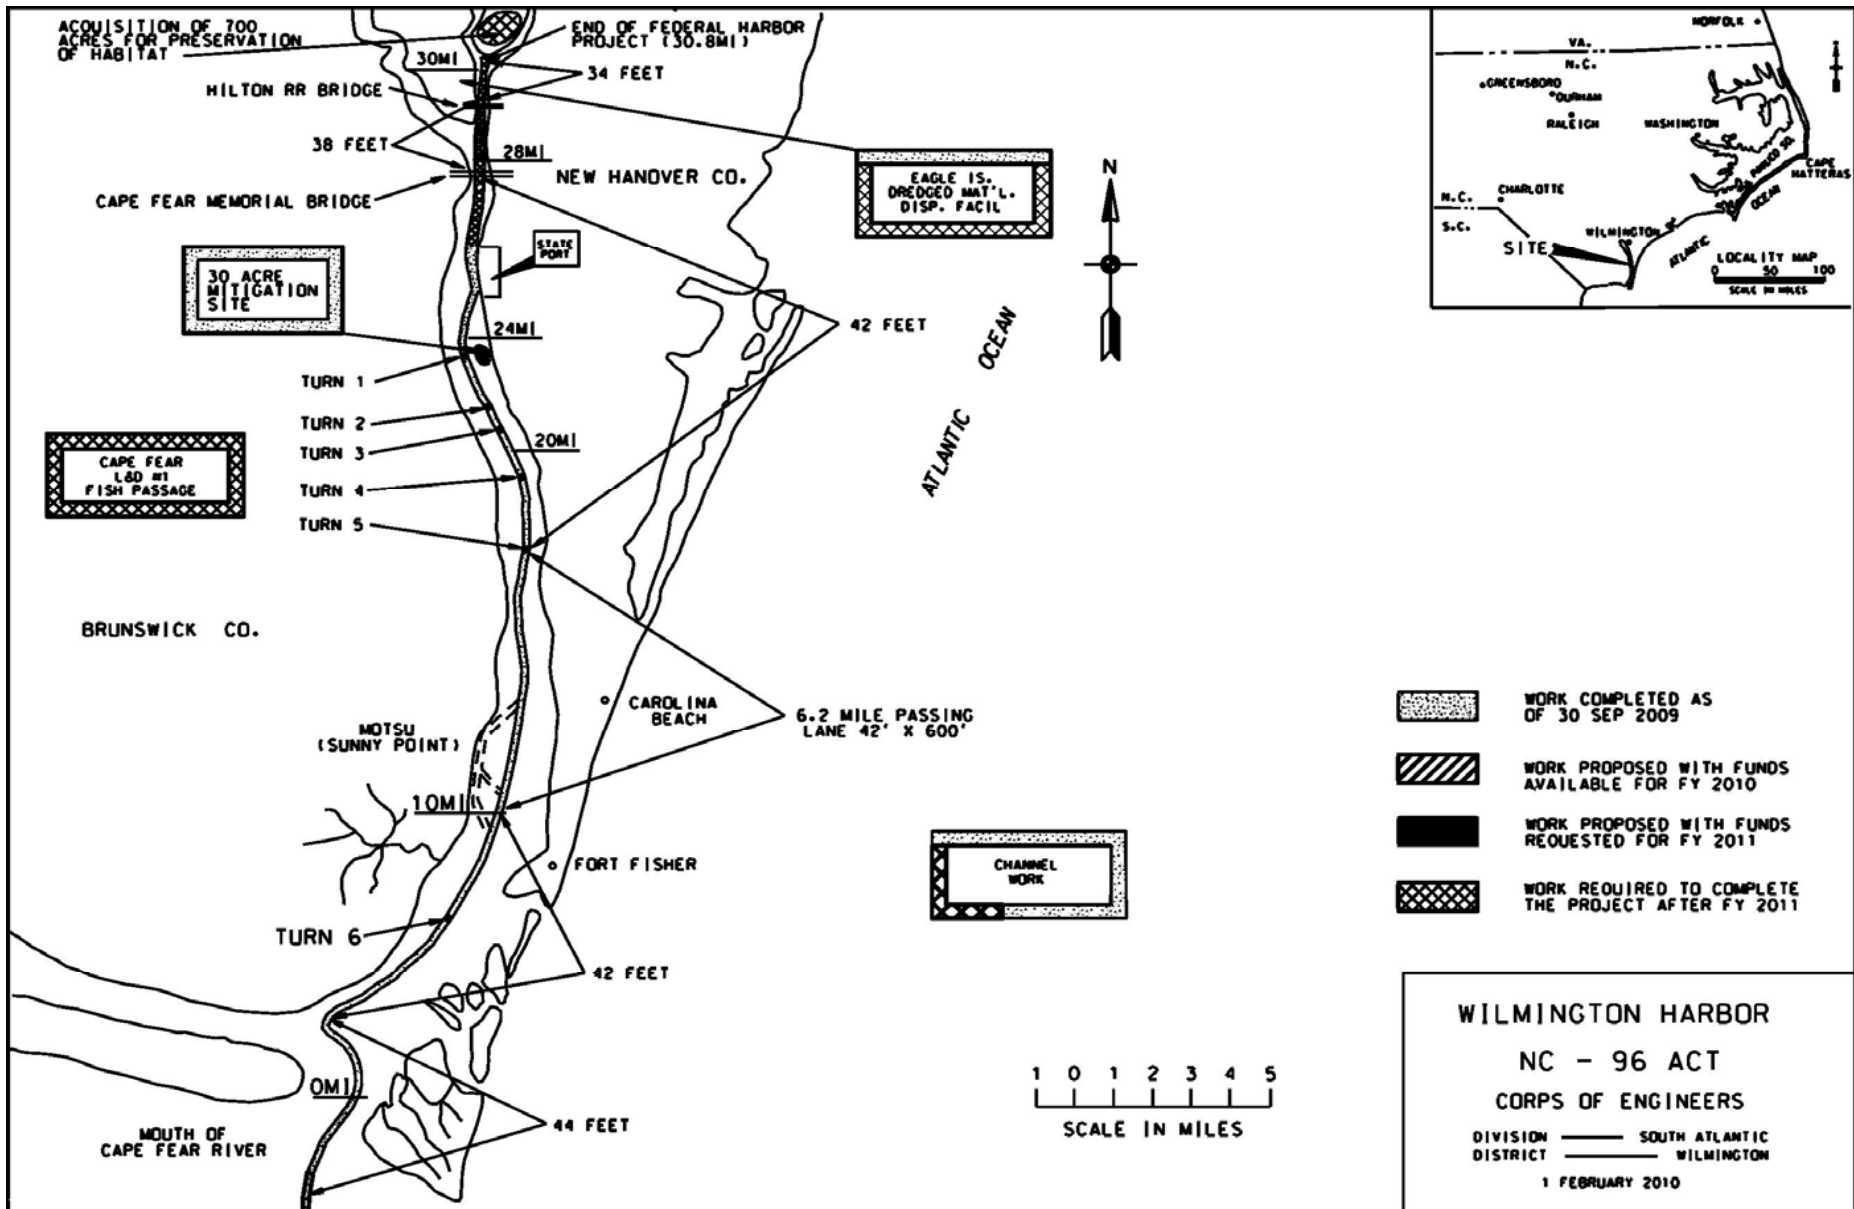 ACQUISITION OF 700
ACRES FOR PRESERVATION
OF HABITAT
30MI
END OF FEDERAL HARBOR
PROJECT (30.8MI)
34 FEET
HILTON RR BRIDGE
38 FEET
28MI
NEW HANOVER CO.
CAPE FEAR MEMORIAL BRIDGE
EAGLE IS.
DREDGED MAT'L.
DISP. FACIL
N
STATE
PORT
30 ACRE
MITIGATION
SITE
24MI
42 FEET
ATLANTIC OCEAN
TURN 1
TURN 2
TURN 3
20MI
TURN 4
TURN 5
CAPE FEAR
L&D #1
FISH PASSAGE
BRUNSWICK CO.
CAROLINA
BEACH
6.2 MILE PASSING
LANE 42' X 600'
MOTSU
(SUNNY POINT)
10MI
FORT FISHER
CHANNEL
WORK
TURN 6
42 FEET
0MI
44 FEET
MOUTH OF
CAPE FEAR RIVER
1 0 1 2 3 4 5
SCALE IN MILES
NORFOLK
VA.
N.C.
GREENSBORO
DURHAM
RALEIGH
WASHINGTON
PAMLICO SO.
CAPE
HATTERAS
OCEAN
ATLANTIC
CHARLOTTE
N.C.
S.C.
WILMINGTON
SITE
LOCALITY MAP
0 50 100
SCALE IN MILES
WORK COMPLETED AS
OF 30 SEP 2009
WORK PROPOSED WITH FUNDS
AVAILABLE FOR FY 2010
WORK PROPOSED WITH FUNDS
REQUESTED FOR FY 2011
WORK REQUIRED TO COMPLETE
THE PROJECT AFTER FY 2011
WILMINGTON HARBOR
NC - 96 ACT
CORPS OF ENGINEERS
DIVISION SOUTH ATLANTIC
DISTRICT WILMINGTON
1 FEBRUARY 2010